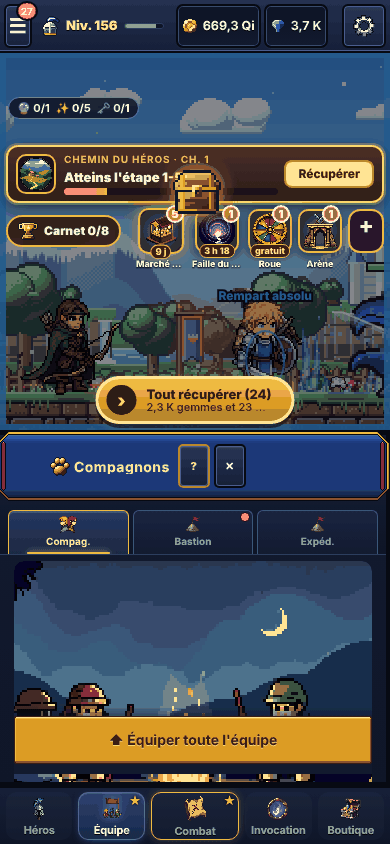 27
Niv. 156
669,3 Qi
3,7 K
0/1 0/5 0/1
CHEMIN DU HÉROS · CH. 1
Atteins l'étape 1-
Récupérer
Carnet 0/8
5 1 1 1
9 j 3 h 18 gratuit
Marché ... Faille du ... Roue Arène
+
Rempart absolu
Tout récupérer (24)
2,3 K gemmes et 23 ...
Compagnons ? ×
Compag. Bastion Expéd.
Équiper toute l'équipe
Héros Équipe Combat Invocation Boutique